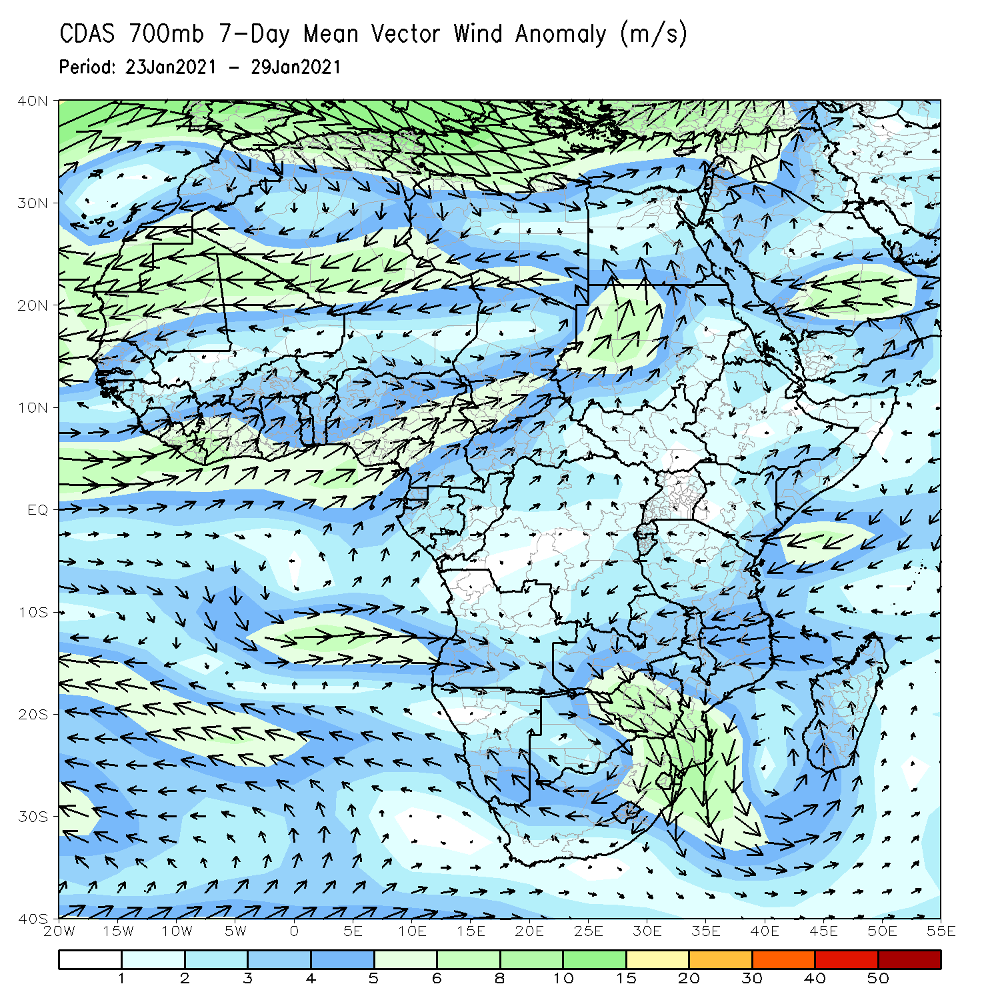 CDAS 700mb 7-Day Mean Vector Wind Anomaly (m/s)
Period: 23Jan2021 - 29Jan2021
40N
30N
20N
10N
EQ
10S
20S
30S
40S
20W 15W 10W 5W 0 5E 10E 15E 20E 25E 30E 35E 40E 45E 50E 55E
1 2 3 4 5 6 8 10 15 20 30 40 50